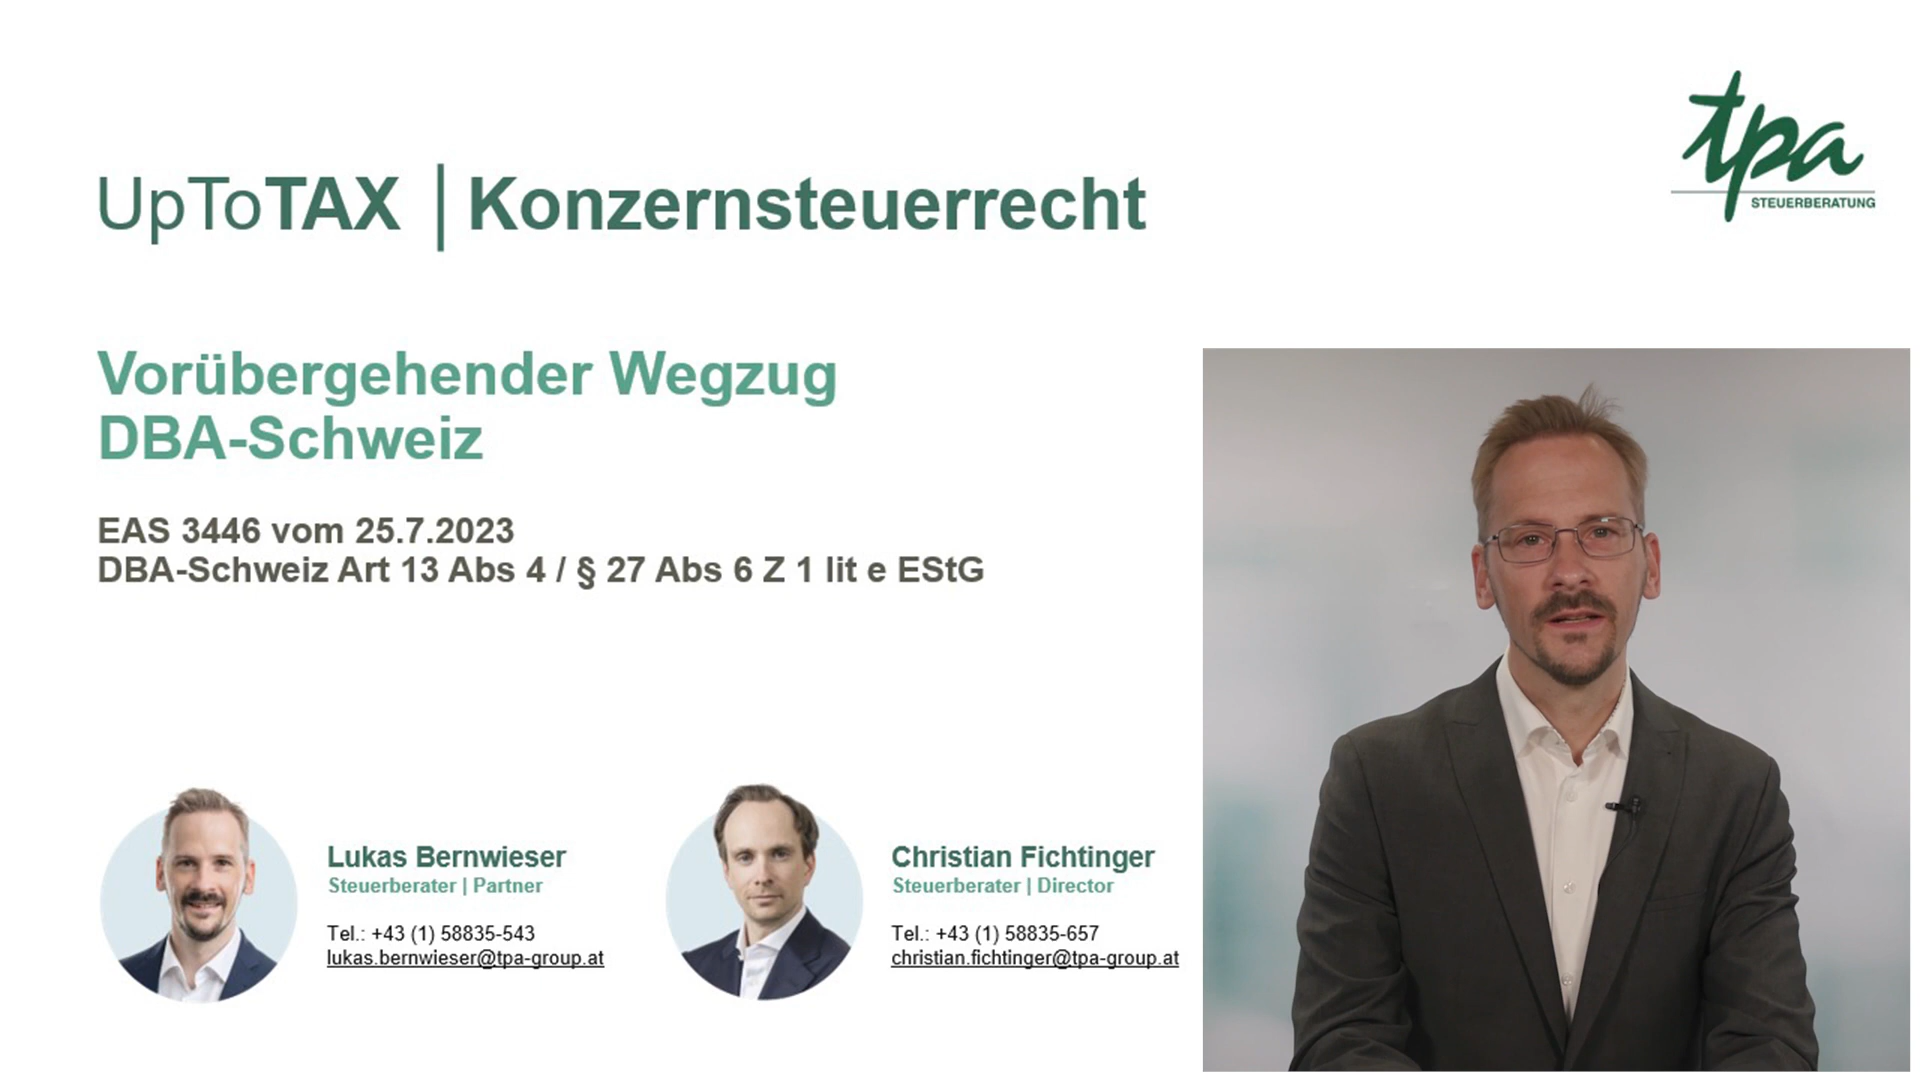 tpa
STEUERBERATUNG
UpToTAX | Konzernsteuerrecht
Vorübergehender Wegzug
DBA-Schweiz
EAS 3446 vom 25.7.2023
DBA-Schweiz Art 13 Abs 4 / § 27 Abs 6 Z 1 lit e EStG
Lukas Bernwieser
Steuerberater | Partner
Tel.: +43 (1) 58835-543
lukas.bernwieser@tpa-group.at
Christian Fichtinger
Steuerberater | Director
Tel.: +43 (1) 58835-657
christian.fichtinger@tpa-group.at